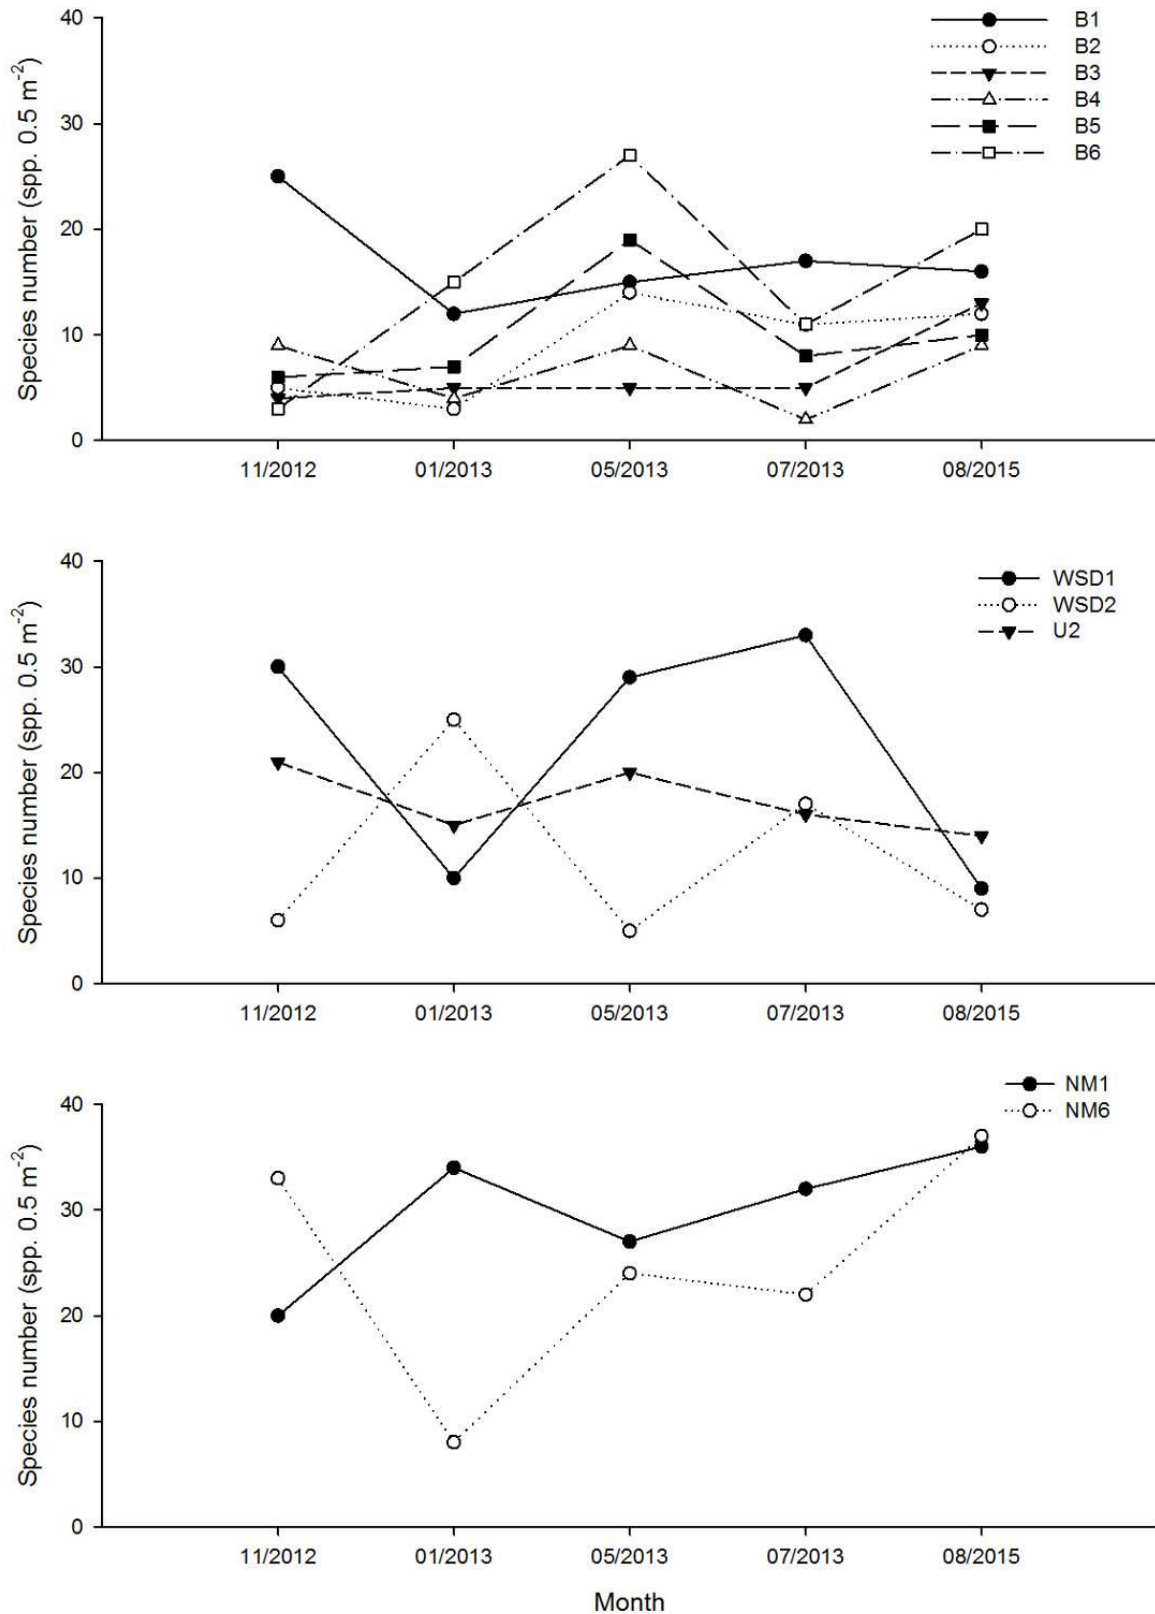 Species number (spp. 0.5 m⁻²)
40
30
20
10
0
B1
B2
B3
B4
B5
B6
11/2012 01/2013 05/2013 07/2013 08/2015
Species number (spp. 0.5 m⁻²)
40
30
20
10
0
WSD1
WSD2
U2
11/2012 01/2013 05/2013 07/2013 08/2015
Species number (spp. 0.5 m⁻²)
40
30
20
10
0
NM1
NM6
11/2012 01/2013 05/2013 07/2013 08/2015
Month